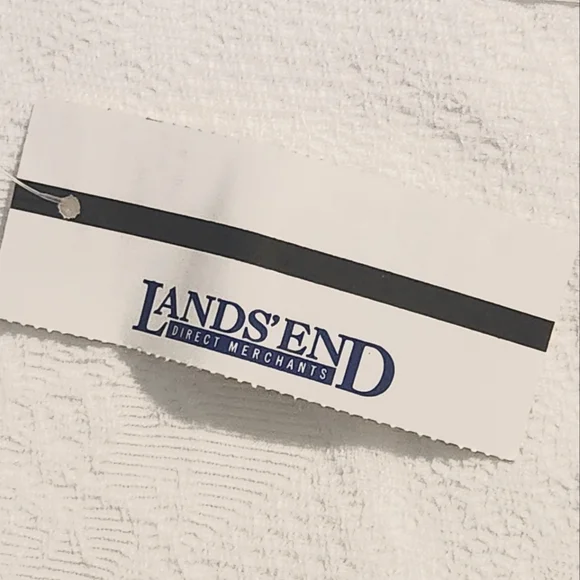 LANDS' END
DIRECT MERCHANTS